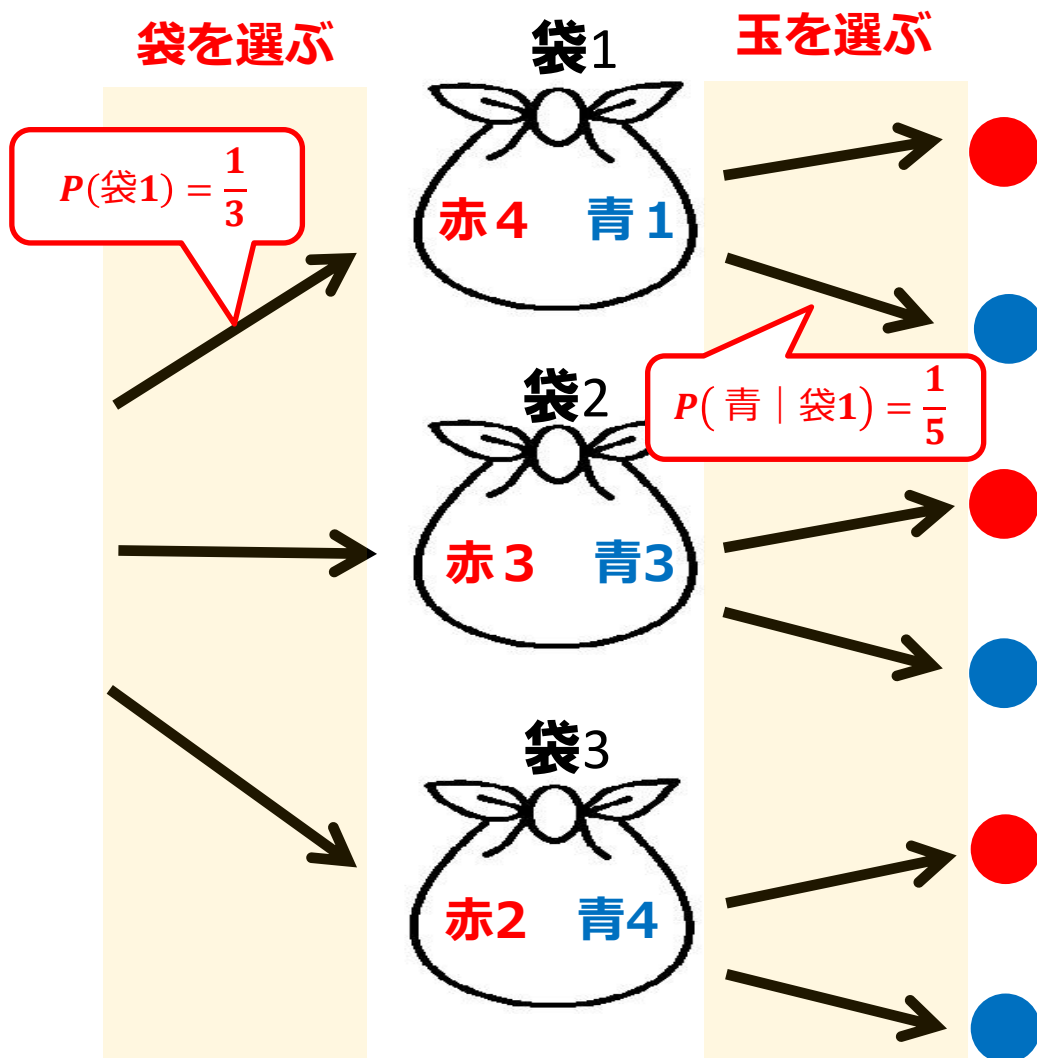 袋を選ぶ
袋1
玉を選ぶ
P(袋1) = 1/3
赤４ 青１
P( 青 | 袋1) = 1/5
袋2
赤３ 青3
袋3
赤2 青4